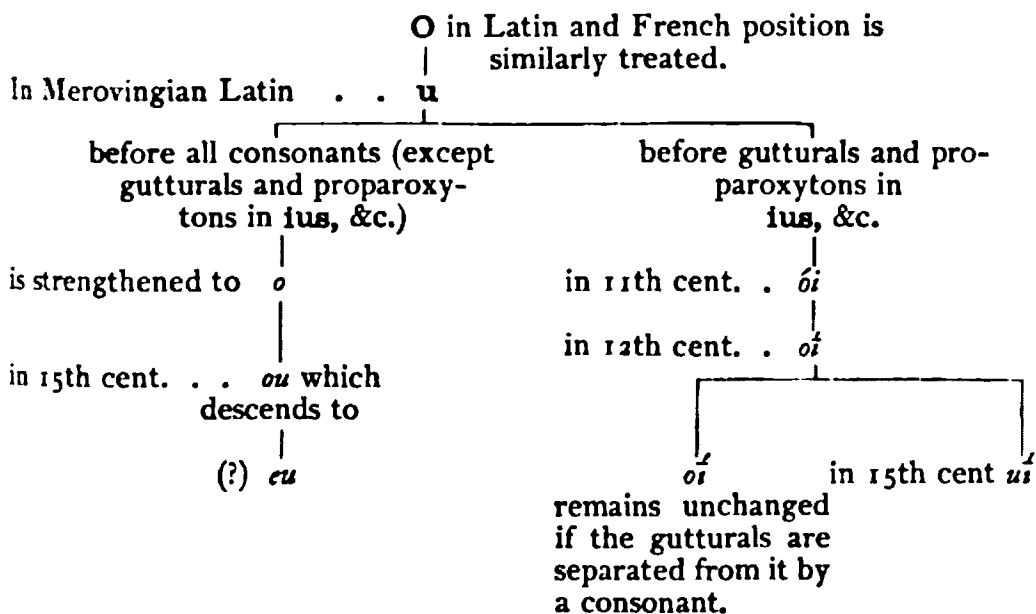 O in Latin and French position is
similarly treated.
In Merovingian Latin . . u
before all consonants (except
gutturals and proparoxy-
tons in ius, &c.)
before gutturals and pro-
paroxytons in
ius, &c.
is strengthened to o
in 11th cent. . ói
in 12th cent. . oí
in 15th cent. . . ou which
descends to
(?) eu
oí
remains unchanged
if the gutturals are
separated from it by
a consonant.
in 15th cent uí